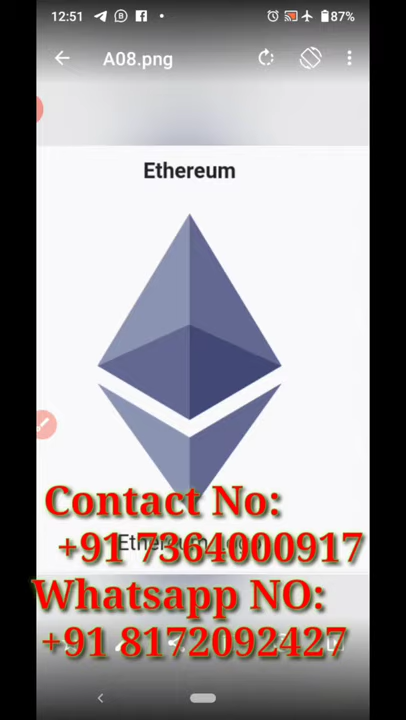 12:51
87%
A08.png
Ethereum
Contact No:
+91 7364000917
Whatsapp NO:
+91 8172092427